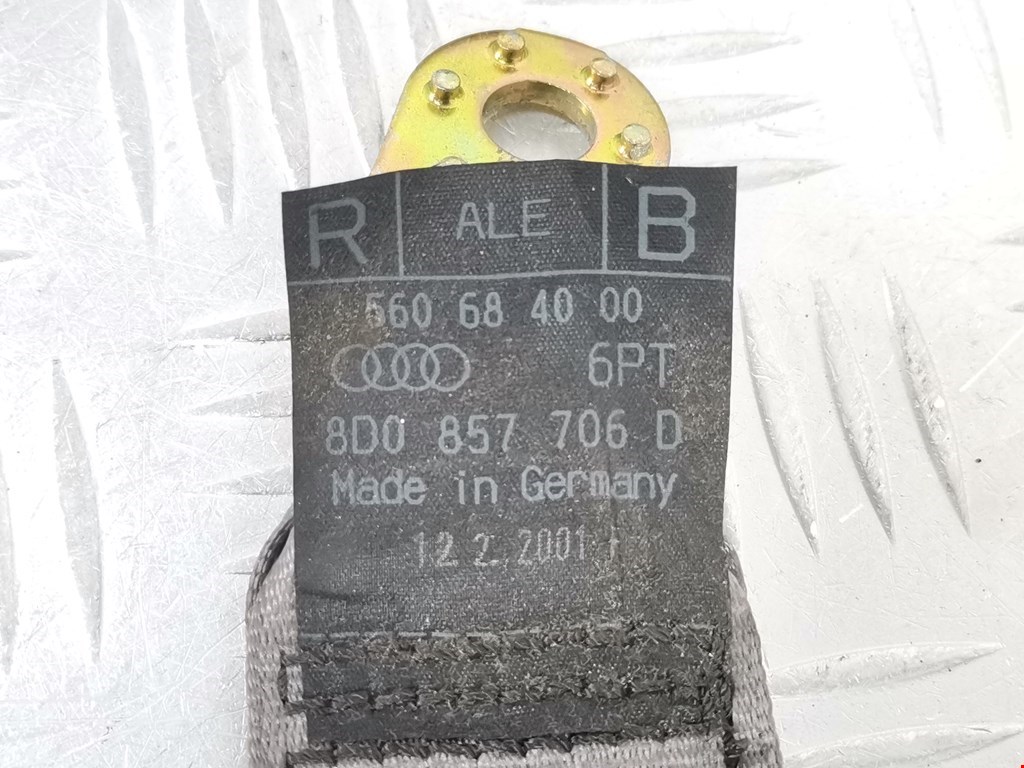 R ALE B
560 68 40 00
6PT
8D0 857 706 D
Made in Germany
12.2.2001